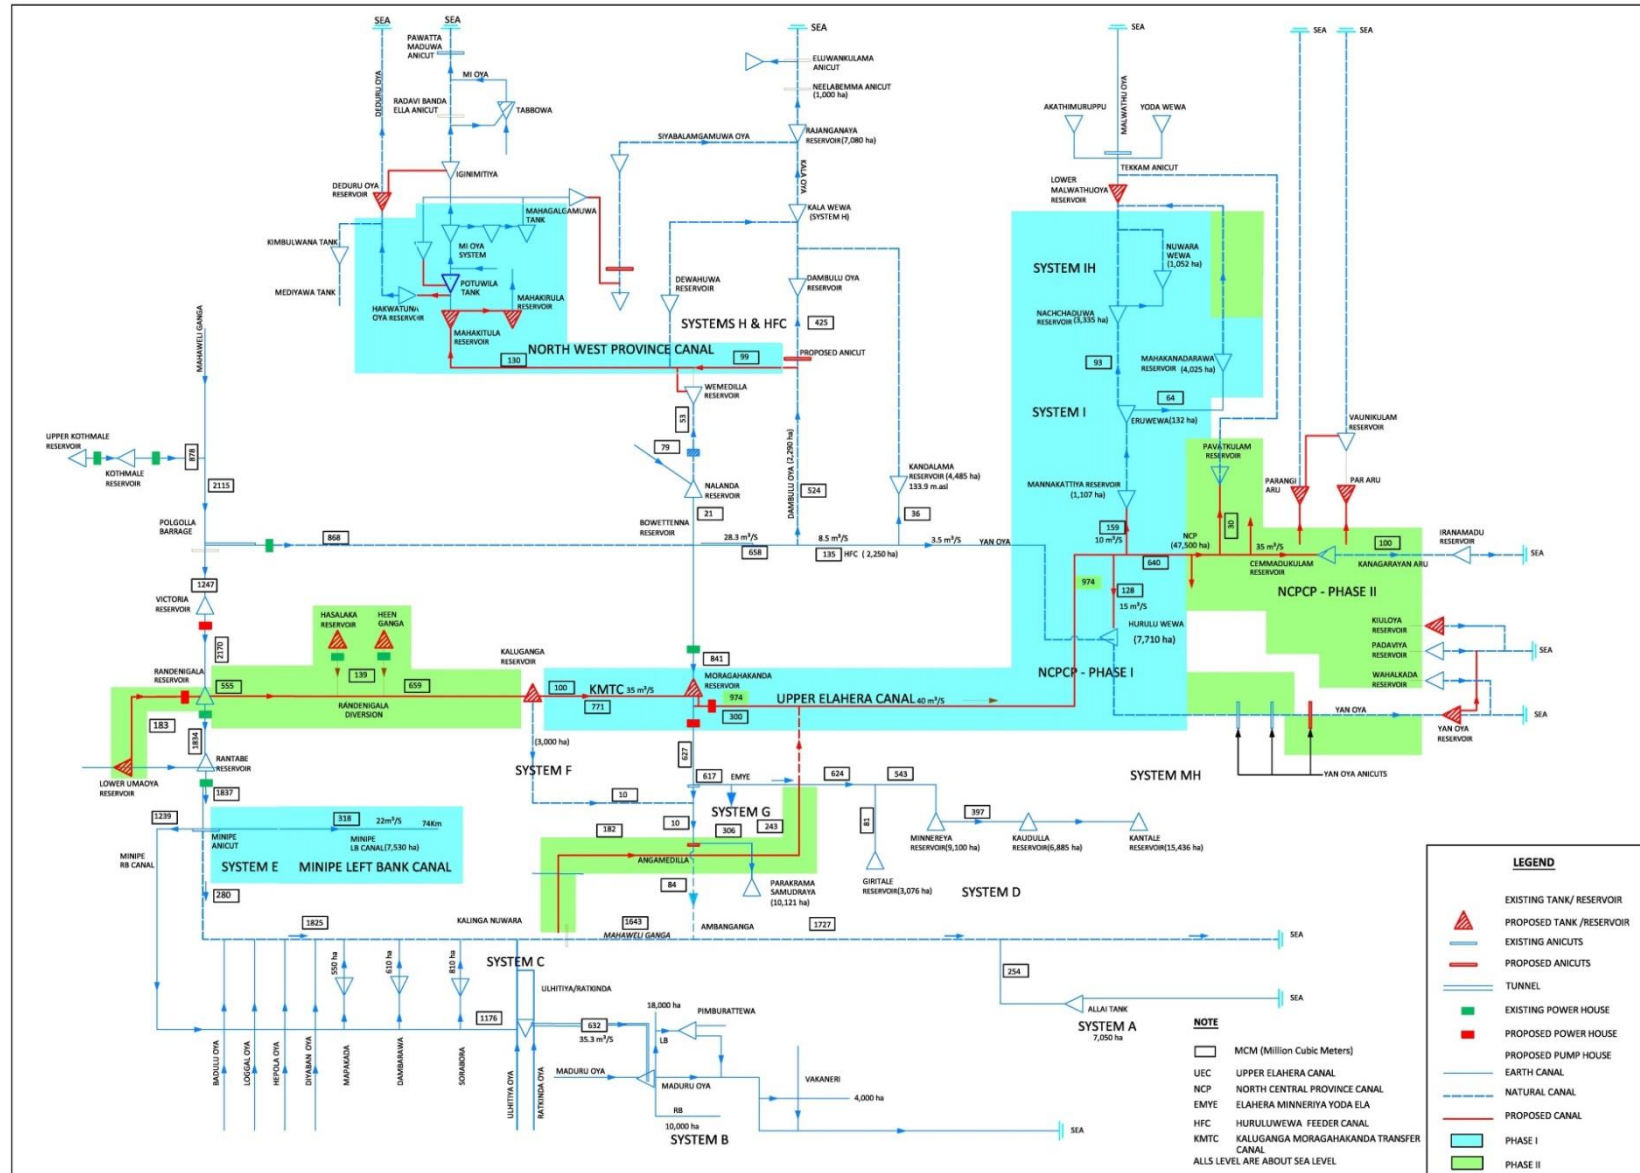 SEA
SEA
SEA
SEA
SEA
SEA
PAWATTA
MADUWA
ANICUT
MI OYA
DEDURU OYA
RADAVI BANDA
ELLA ANICUT
TABBOWA
ELUWANKULAMA
ANICUT
NEELABEMMA ANICUT
(1,000 ha)
RAJANGANAYA
RESERVOIR(7,080 ha)
SIYABALAMGAMUWA OYA
KALA OYA
AKATHIMURUPPU
YODA WEWA
MALWATHU OYA
TEKKAM ANICUT
IGINIMITIYA
DEDURU OYA
RESERVOIR
LOWER
MALWATHUOYA
RESERVOIR
MAHAGALGAMUWA
TANK
KALA WEWA
(SYSTEM H)
KIMBULWANA TANK
MI OYA
SYSTEM
NUWARA
WEWA
(1,052 ha)
SYSTEM IH
MEDIYAWA TANK
POTUWILA
TANK
DEWAHUWA
RESERVOIR
DAMBULU OYA
RESERVOIR
HAKWATUNA
OYA RESERVOIR
MAHAKIRULA
RESERVOIR
NACHCHADUWA
RESERVOIR (3,335 ha)
MAHAWELI GANGA
MAHAKITULA
RESERVOIR
SYSTEMS H & HFC
425
NORTH WEST PROVINCE CANAL
130
99
PROPOSED ANICUT
93
MAHAKANADARAWA
RESERVOIR
(4,025 ha)
WEMEDILLA
RESERVOIR
53
64
SYSTEM I
ERUWEWA(132 ha)
VAUNIKULAM
RESERVOIR
UPPER KOTHMALE
RESERVOIR
KOTHMALE
RESERVOIR
878
2115
79
DAMBULU OYA (2,290 ha)
KANDALAMA
RESERVOIR (4,485 ha)
133.9 m.asl
PAVATKULAM
RESERVOIR
NALANDA
RESERVOIR
524
MANNAKATTIYA RESERVOIR
(1,107 ha)
PARANGI
ARU
PAR ARU
POLGOLLA
BARRAGE
BOWETTENNA
RESERVOIR
21
36
159
10 m³/S
30
NCP
(47,500 ha)
35 m³/S
100
IRANAMADU
RESERVOIR
868
28.3 m³/S
658
8.5 m³/S
135
HFC ( 2,250 ha)
3.5 m³/S
YAN OYA
640
CEMMADUKULAM
RESERVOIR
KANAGARAYAN ARU
SEA
974
128
15 m³/S
NCPCP - PHASE II
1247
VICTORIA
RESERVOIR
HASALAKA
RESERVOIR
HEEN
GANGA
HURULU WEWA
(7,710 ha)
KIULOYA
RESERVOIR
2170
KALUGANGA
RESERVOIR
841
PADAVIYA
RESERVOIR
SEA
RANDENIGALA
RESERVOIR
555
139
659
RANDENIGALA
DIVERSION
100
KMTC
35 m³/S
771
MORAGAHAKANDA
RESERVOIR
974
300
UPPER ELAHERA CANAL
40 m³/S
NCPCP - PHASE I
WAHALKADA
RESERVOIR
183
1834
YAN OYA
YAN OYA
RESERVOIR
SEA
(3,000 ha)
627
RANTABE
RESERVOIR
LOWER UMAOYA
RESERVOIR
SYSTEM F
617
EMYE
624
543
SYSTEM MH
YAN OYA ANICUTS
1837
10
1239
318
22m³/S
74Km
SYSTEM G
182
10
306
243
81
397
MINIPE
ANICUT
MINIPE
LB CANAL(7,530 ha)
MINNEREYA
RESERVOIR(9,100 ha)
KAUDULLA
RESERVOIR(6,885 ha)
KANTALE
RESERVOIR(15,436 ha)
MINIPE
RB CANAL
SYSTEM E
MINIPE LEFT BANK CANAL
ANGAMEDILLA
84
PARAKRAMA
SAMUDRAYA
(10,121 ha)
GIRITALE
RESERVOIR(3,076 ha)
SYSTEM D
280
1825
KALINGA NUWARA
1643
MAHAWELI GANGA
AMBANGANGA
1727
SEA
SYSTEM C
254
550 ha
610 ha
810 ha
ULHITIYA/RATKINDA
18,000 ha
PIMBURATTEWA
ALLAI TANK
SEA
1176
632
35.3 m³/S
LB
SYSTEM A
7,050 ha
BADULU OYA
LOGGAL OYA
HEPOLA OYA
DIYABAN OYA
MAPAKADA
DAMBARAWA
SORABORA
ULHITIYA OYA
RATKINDA OYA
MADURU OYA
MADURU OYA
VAKANERI
4,000 ha
RB
10,000 ha
SYSTEM B
SEA
NOTE
MCM (Million Cubic Meters)
UEC UPPER ELAHERA CANAL
NCP NORTH CENTRAL PROVINCE CANAL
EMYE ELAHERA MINNERIYA YODA ELA
HFC HURULUWEWA FEEDER CANAL
KMTC KALUGANGA MORAGAHAKANDA TRANSFER
CANAL
ALLS LEVEL ARE ABOUT SEA LEVEL
LEGEND
EXISTING TANK/ RESERVOIR
PROPOSED TANK /RESERVOIR
EXISTING ANICUTS
PROPOSED ANICUTS
TUNNEL
EXISTING POWER HOUSE
PROPOSED POWER HOUSE
PROPOSED PUMP HOUSE
EARTH CANAL
NATURAL CANAL
PROPOSED CANAL
PHASE I
PHASE II